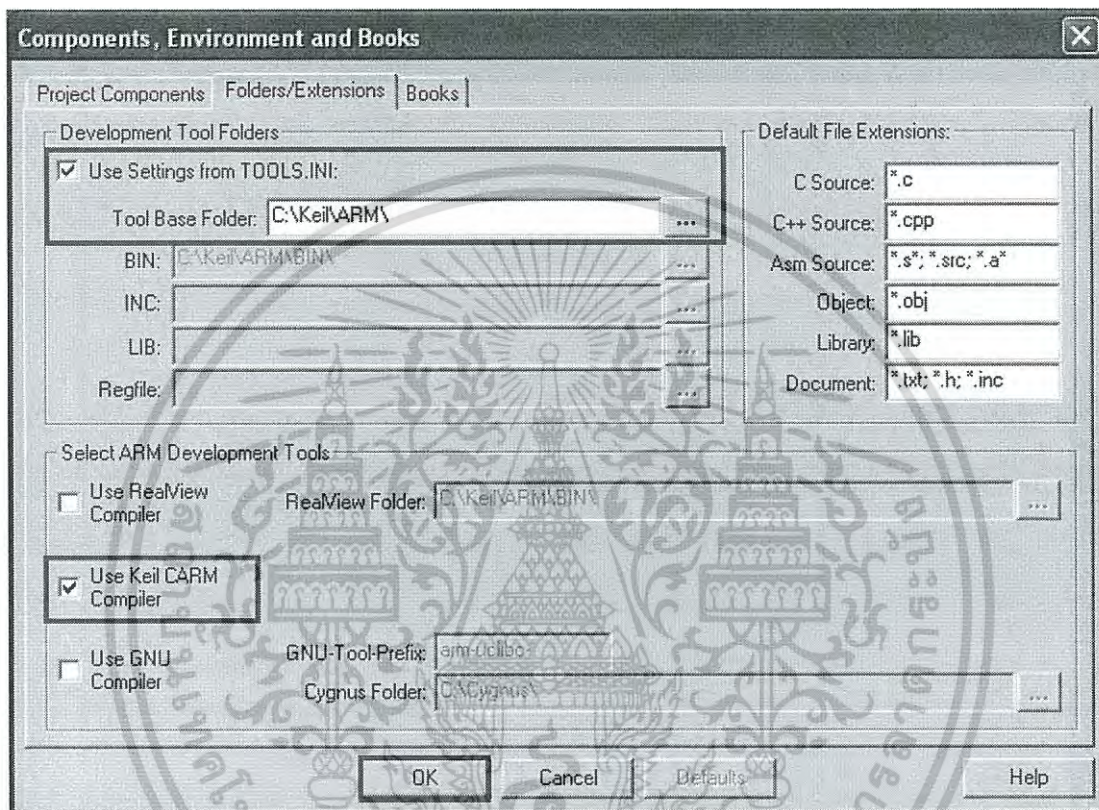 Components, Environment and Books
Project Components Folders/Extensions Books
Development Tool Folders
Use Settings from TOOLS.INI:
Tool Base Folder: C:\Keil\ARM\ ...
BIN: C:\Keil\ARM\BIN\ ...
INC: ...
LIB: ...
Regfile: ...
Default File Extensions:
C Source: *.c
C++ Source: *.cpp
Asm Source: *.s*; *.src; *.a*
Object: *.obj
Library: *.lib
Document: *.txt; *.h; *.inc
Select ARM Development Tools
Use RealView
Compiler
RealView Folder: C:\Keil\ARM\BIN\ ...
Use Keil CARM
Compiler
Use GNU
Compiler
GNU-Tool-Prefix: arm-uclibc-
Cygnus Folder: C:\Cygnus\ ...
OK Cancel Defaults Help